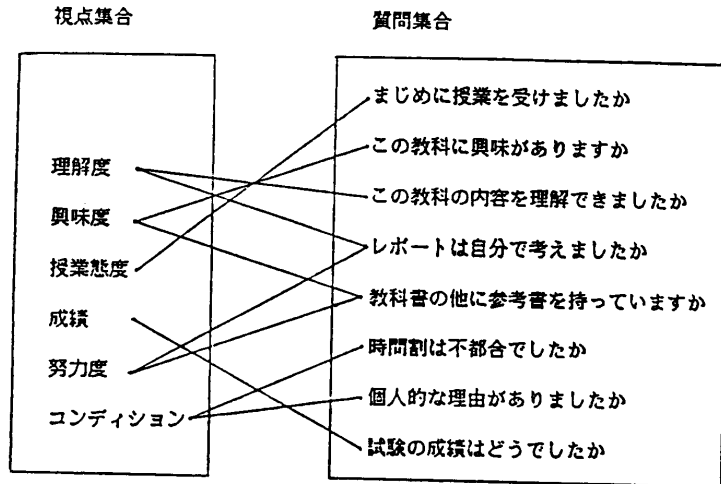 視点集合
質問集合
理解度
興味度
授業態度
成績
努力度
コンディション
まじめに授業を受けましたか
この教科に興味がありますか
この教科の内容を理解できましたか
レポートは自分で考えましたか
教科書の他に参考書を持っていますか
時間割は不都合でしたか
個人的な理由がありましたか
試験の成績はどうでしたか